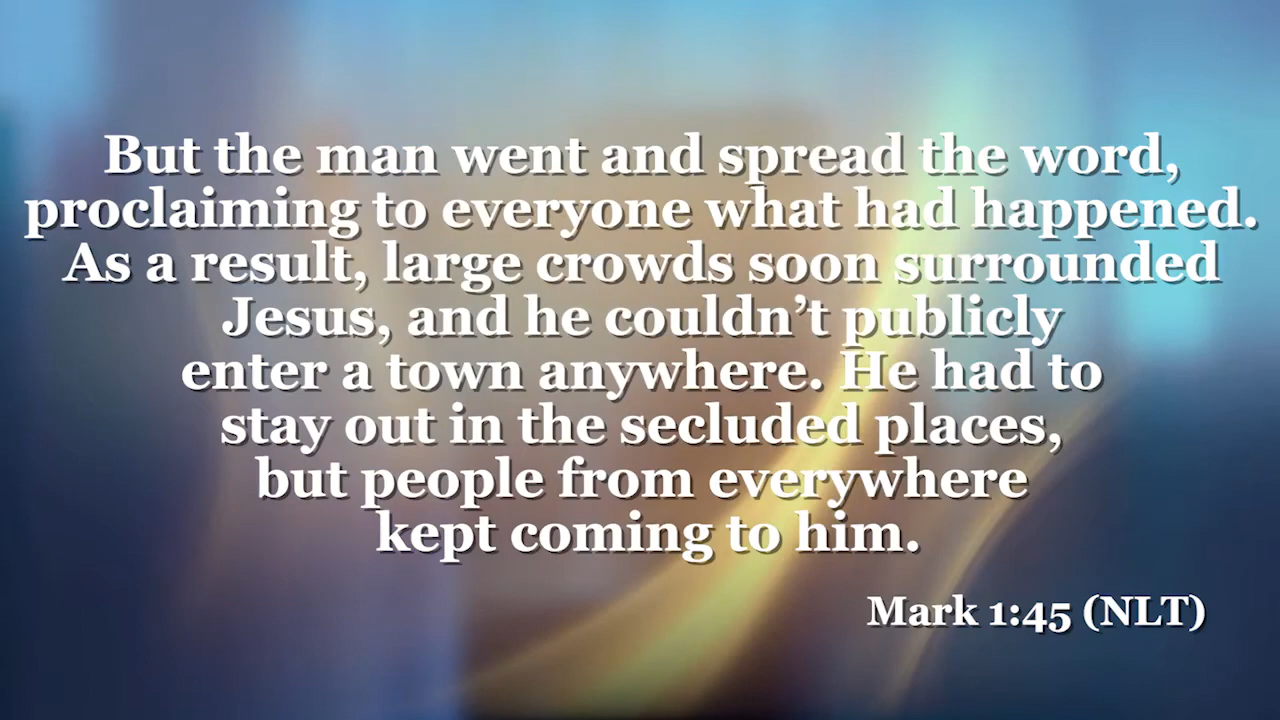 But the man went and spread the word,
proclaiming to everyone what had happened.
As a result, large crowds soon surrounded
Jesus, and he couldn’t publicly
enter a town anywhere. He had to
stay out in the secluded places,
but people from everywhere
kept coming to him.
Mark 1:45 (NLT)